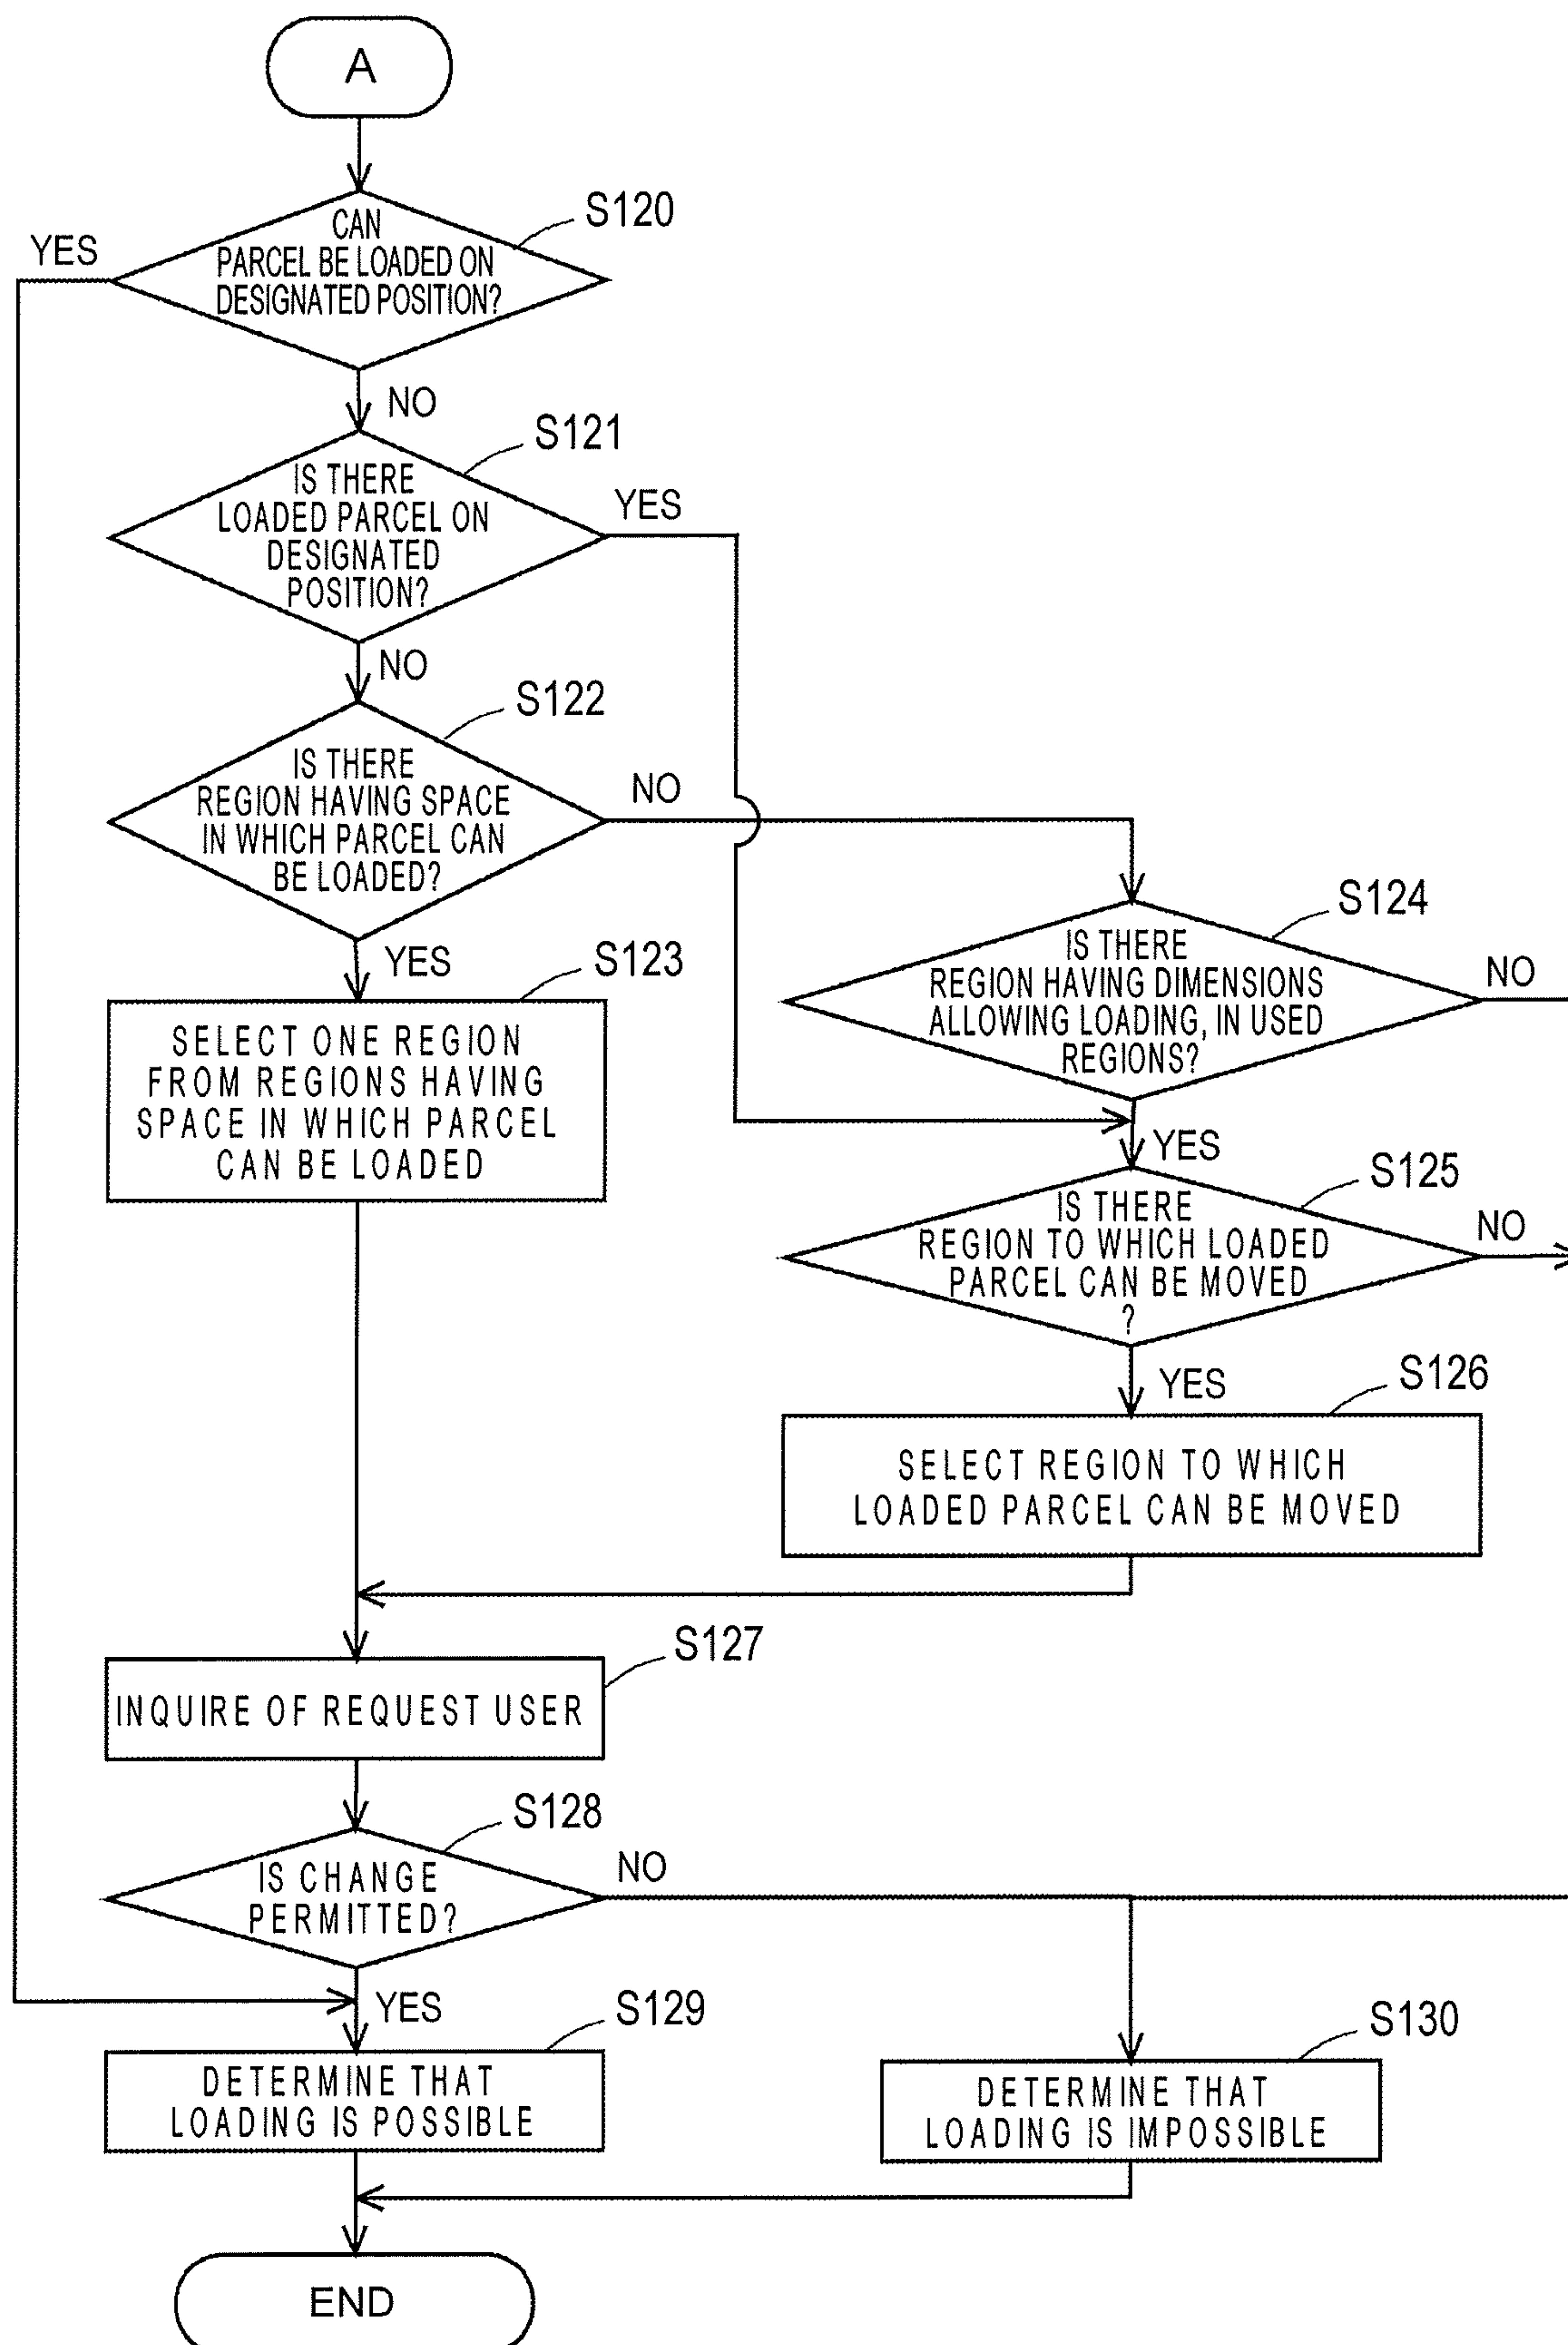 A
S120
YES
CAN
PARCEL BE LOADED ON
DESIGNATED POSITION?
NO
S121
IS THERE
LOADED PARCEL ON
DESIGNATED
POSITION?
YES
NO
S122
IS THERE
REGION HAVING SPACE
IN WHICH PARCEL CAN
BE LOADED?
NO
YES
S123
SELECT ONE REGION
FROM REGIONS HAVING
SPACE IN WHICH PARCEL
CAN BE LOADED
S124
IS THERE
REGION HAVING DIMENSIONS
ALLOWING LOADING, IN USED
REGIONS?
NO
YES
S125
IS THERE
REGION TO WHICH LOADED
PARCEL CAN BE MOVED
?
NO
YES
S126
SELECT REGION TO WHICH
LOADED PARCEL CAN BE MOVED
S127
INQUIRE OF REQUEST USER
S128
IS CHANGE
PERMITTED?
NO
YES
S129
DETERMINE THAT
LOADING IS POSSIBLE
S130
DETERMINE THAT
LOADING IS IMPOSSIBLE
END